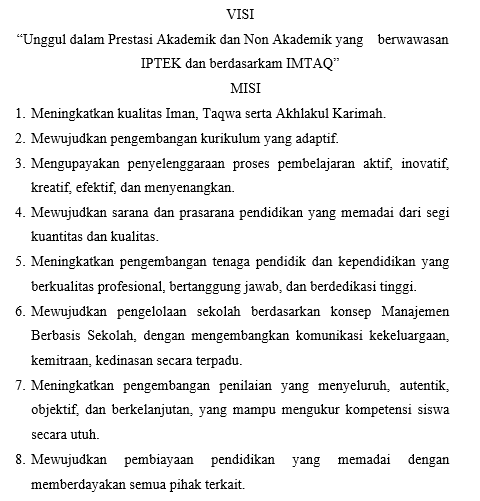 VISI
“Unggul dalam Prestasi Akademik dan Non Akademik yang berwawasan
IPTEK dan berdasarkam IMTAQ”
MISI
1. Meningkatkan kualitas Iman, Taqwa serta Akhlakul Karimah.
2. Mewujudkan pengembangan kurikulum yang adaptif.
3. Mengupayakan penyelenggaraan proses pembelajaran aktif, inovatif,
kreatif, efektif, dan menyenangkan.
4. Mewujudkan sarana dan prasarana pendidikan yang memadai dari segi
kuantitas dan kualitas.
5. Meningkatkan pengembangan tenaga pendidik dan kependidikan yang
berkualitas profesional, bertanggung jawab, dan berdedikasi tinggi.
6. Mewujudkan pengelolaan sekolah berdasarkan konsep Manajemen
Berbasis Sekolah, dengan mengembangkan komunikasi kekeluargaan,
kemitraan, kedinasan secara terpadu.
7. Meningkatkan pengembangan penilaian yang menyeluruh, autentik,
objektif, dan berkelanjutan, yang mampu mengukur kompetensi siswa
secara utuh.
8. Mewujudkan pembiayaan pendidikan yang memadai dengan
memberdayakan semua pihak terkait.